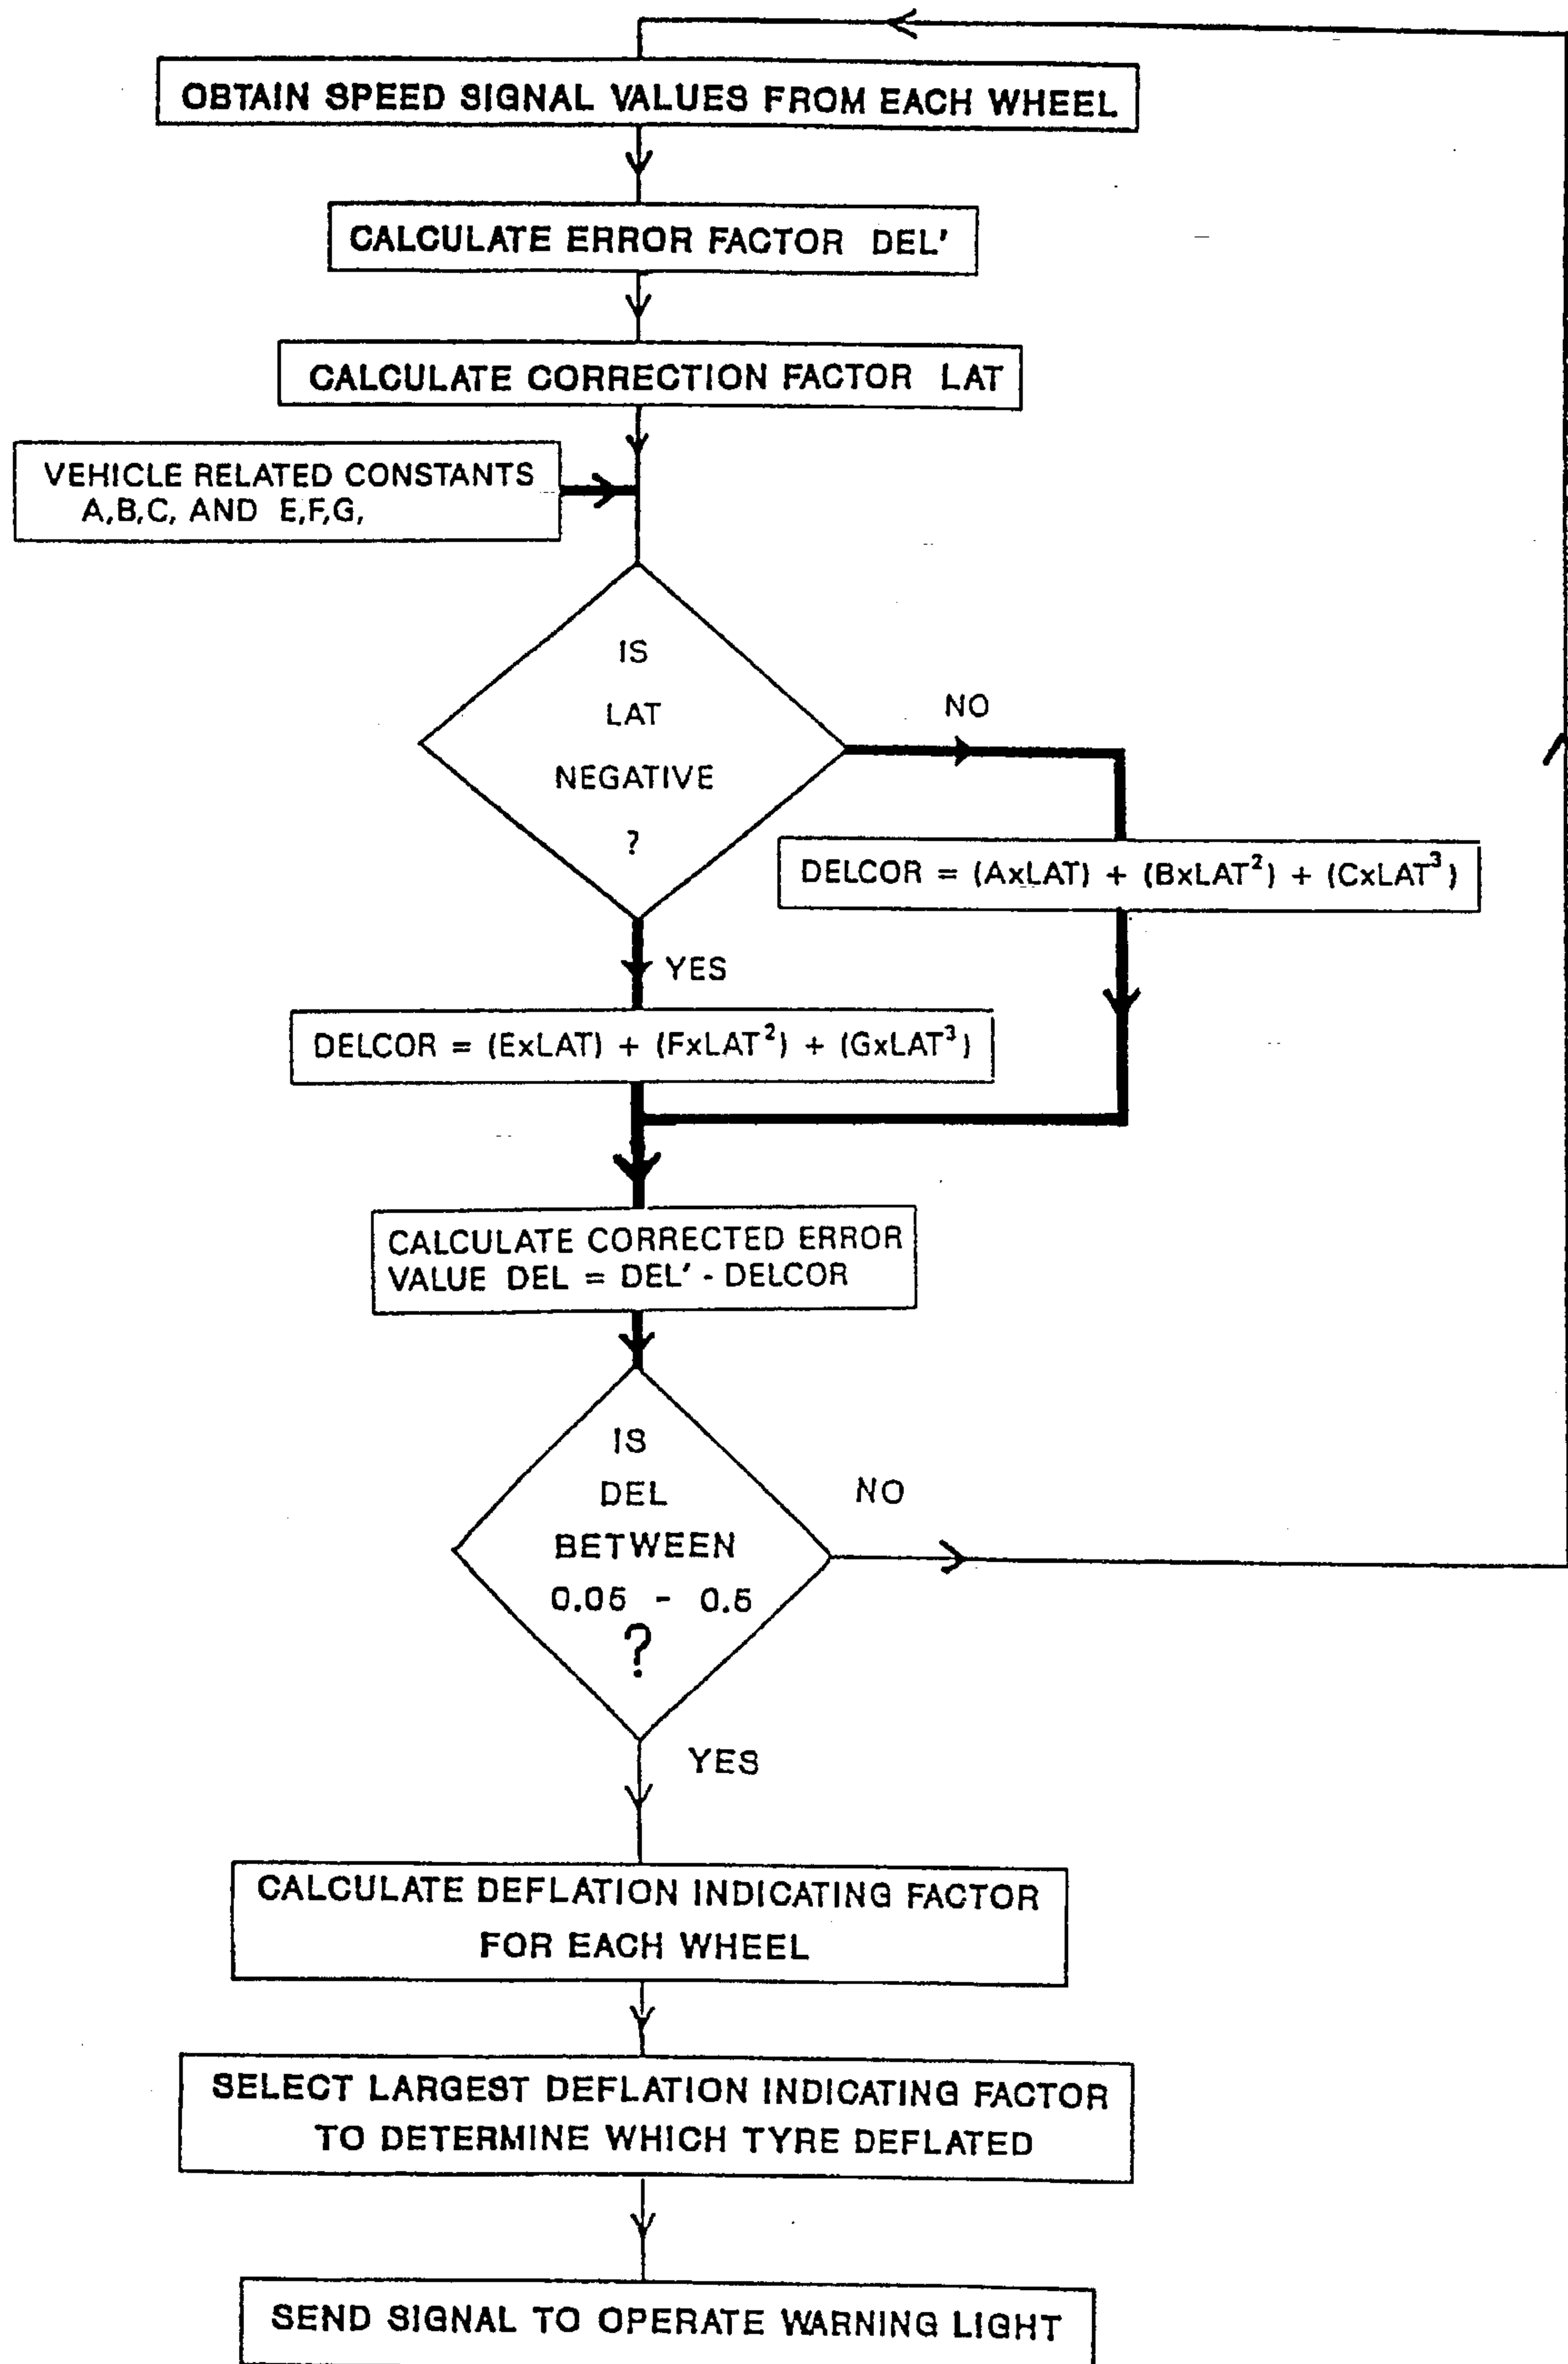 OBTAIN SPEED SIGNAL VALUES FROM EACH WHEEL
CALCULATE ERROR FACTOR DEL'
CALCULATE CORRECTION FACTOR LAT
VEHICLE RELATED CONSTANTS
A,B,C, AND E,F,G,
IS
LAT
NEGATIVE
?
NO
DELCOR = (AxLAT) + (BxLAT²) + (CxLAT³)
YES
DELCOR = (ExLAT) + (FxLAT²) + (GxLAT³)
CALCULATE CORRECTED ERROR
VALUE DEL = DEL' - DELCOR
IS
DEL
BETWEEN
0.05 - 0.5
?
NO
YES
CALCULATE DEFLATION INDICATING FACTOR
FOR EACH WHEEL
SELECT LARGEST DEFLATION INDICATING FACTOR
TO DETERMINE WHICH TYRE DEFLATED
SEND SIGNAL TO OPERATE WARNING LIGHT